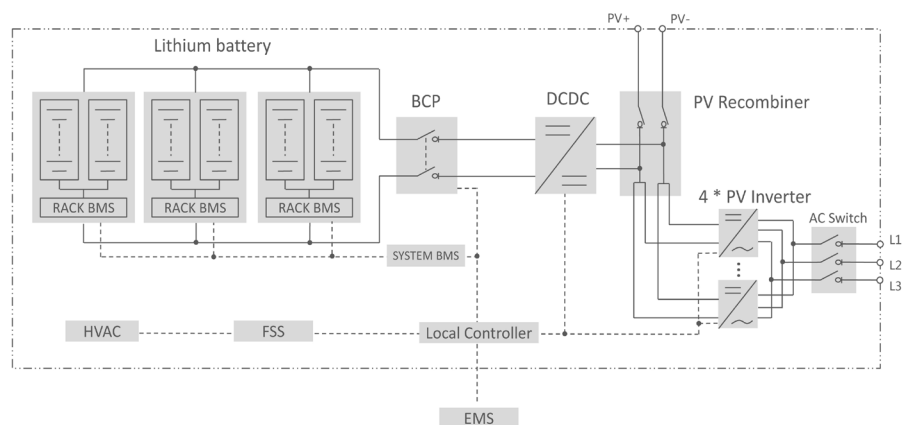 PV+ PV-
Lithium battery
BCP
DCDC
PV Recombiner
RACK BMS
RACK BMS
RACK BMS
4 * PV Inverter
AC Switch
L1
L2
L3
SYSTEM BMS
HVAC
FSS
Local Controller
EMS